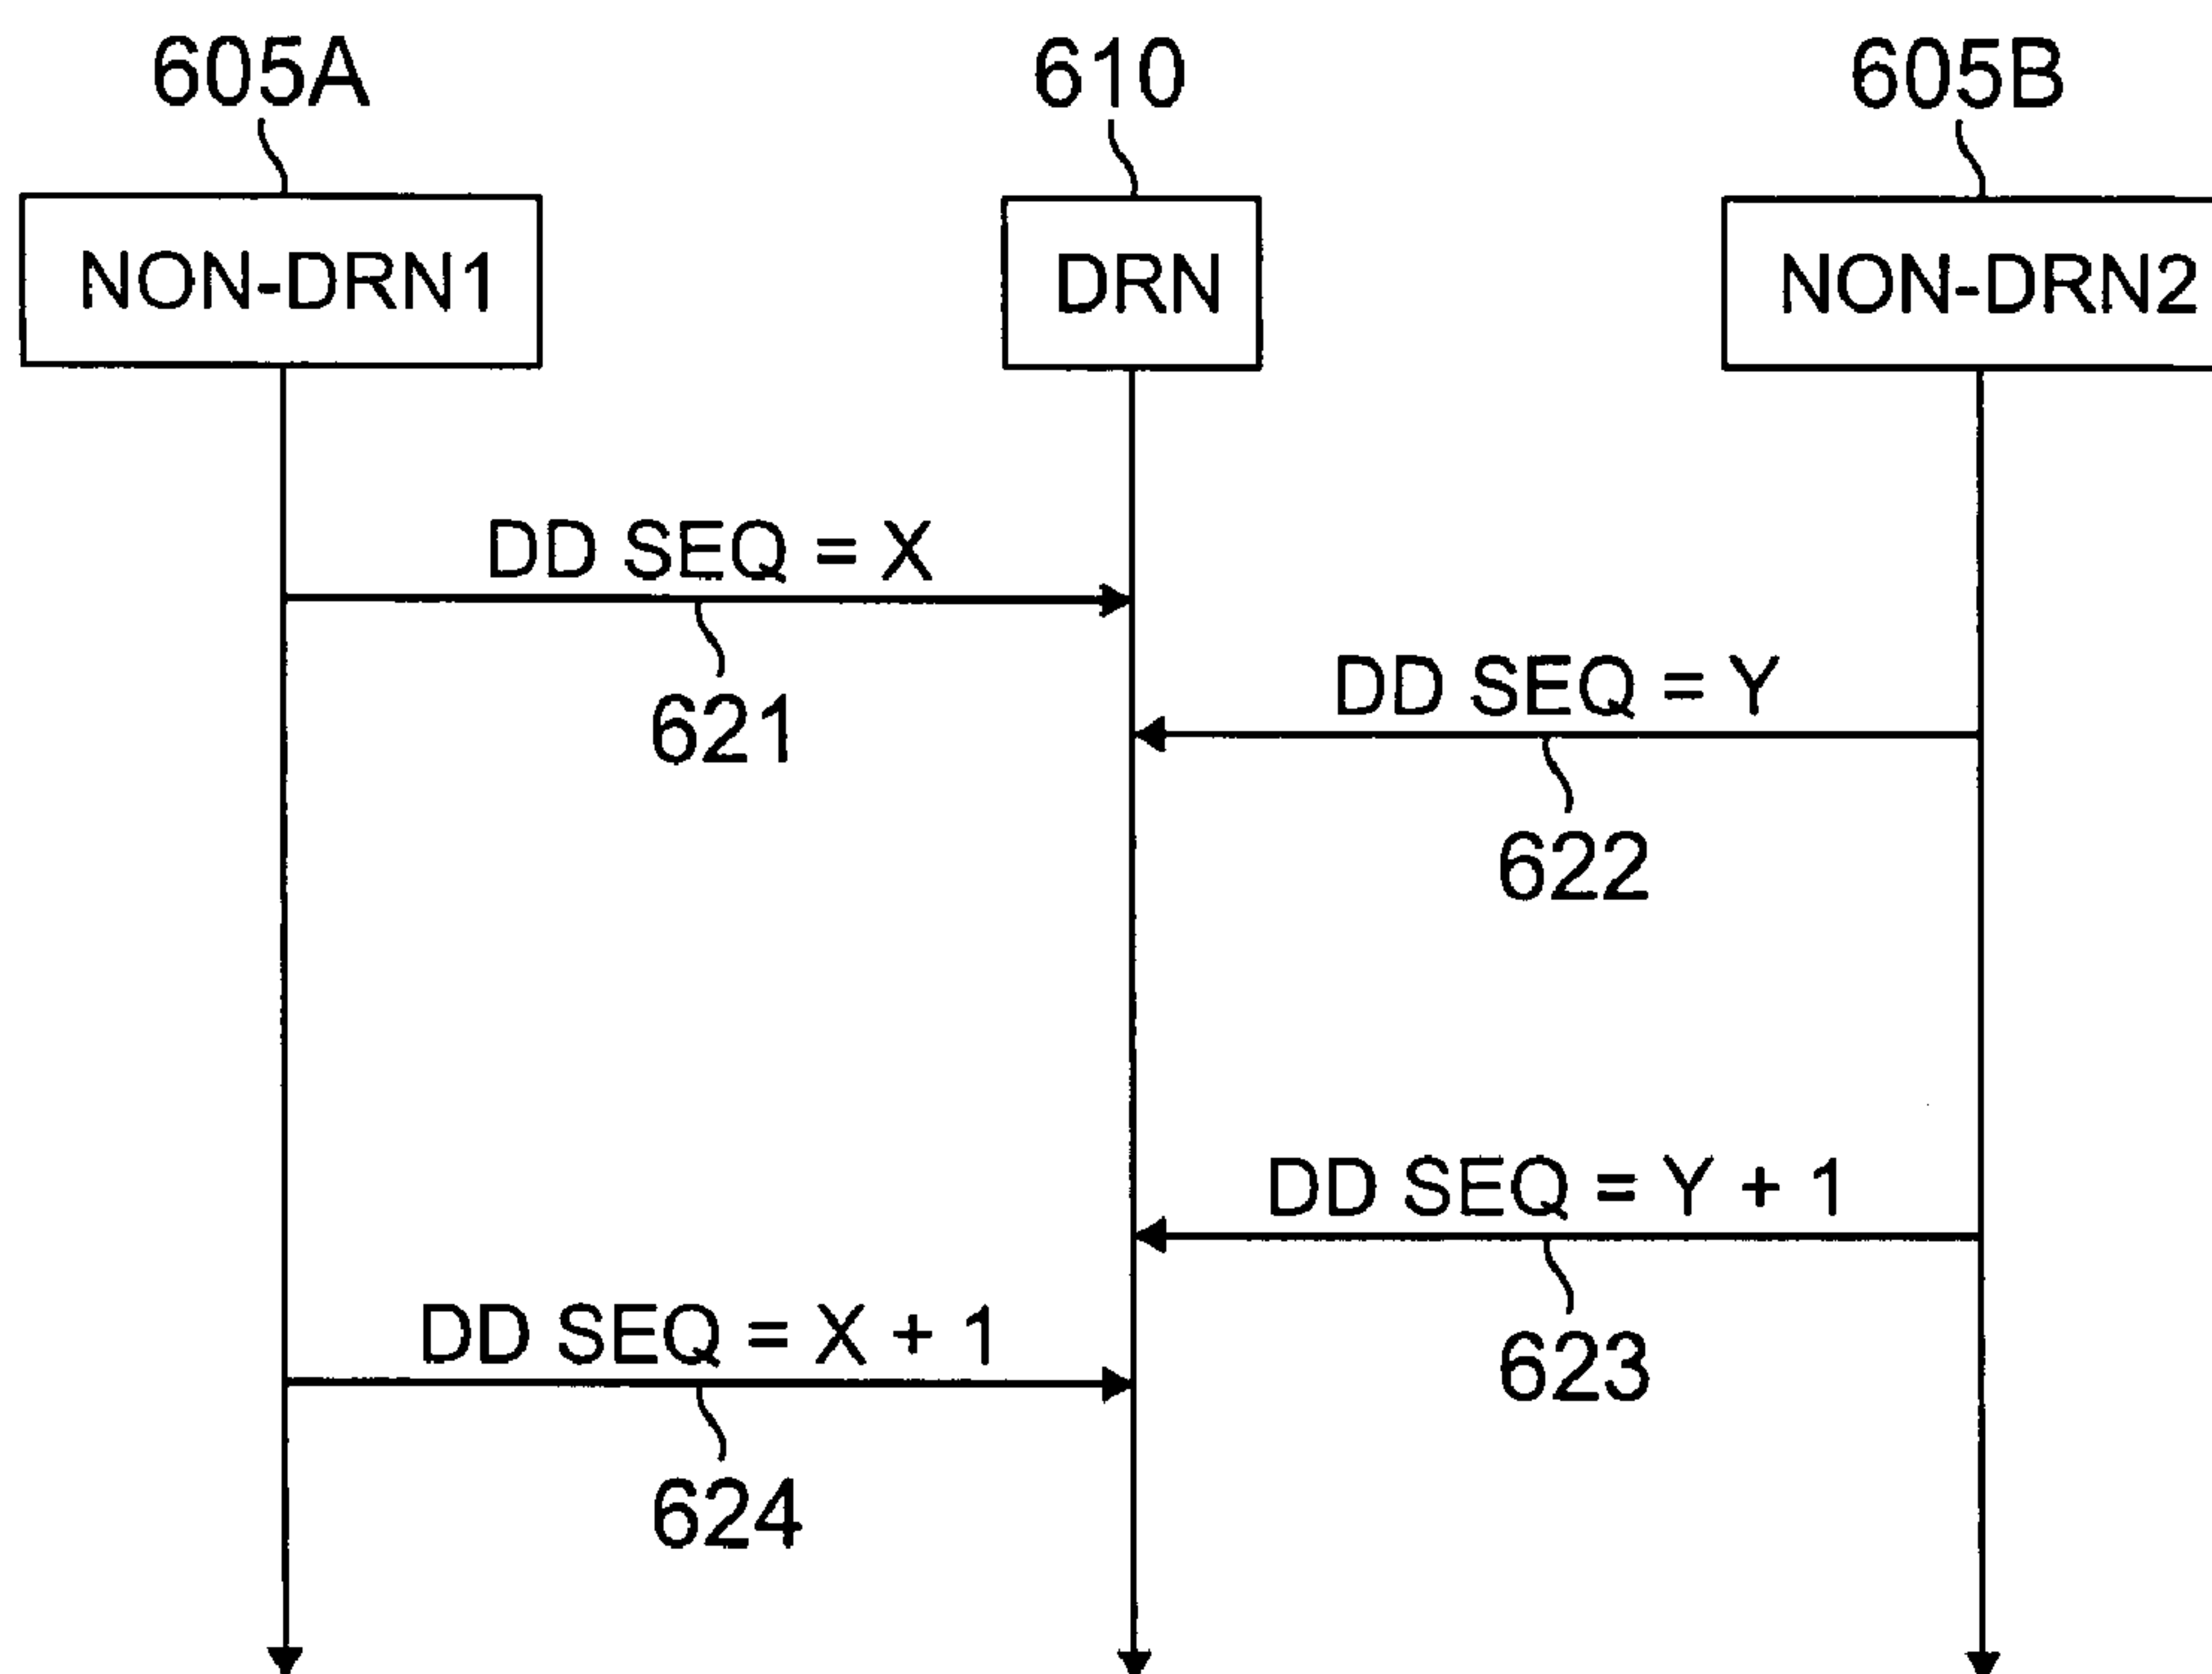 605A
610
605B
NON-DRN1
DRN
NON-DRN2
DD SEQ = X
621
DD SEQ = Y
622
DD SEQ = Y + 1
623
DD SEQ = X + 1
624